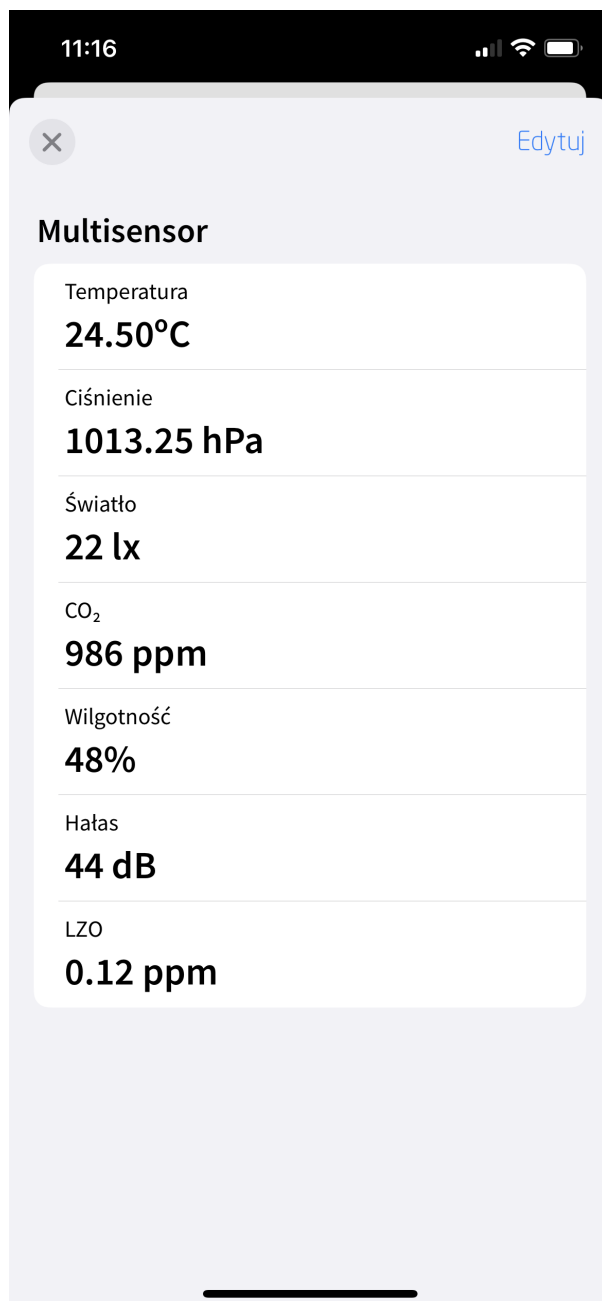 11:16
Edytuj
Multisensor
Temperatura
24.50ºC
Ciśnienie
1013.25 hPa
Światło
22 lx
CO₂
986 ppm
Wilgotność
48%
Hałas
44 dB
LZO
0.12 ppm